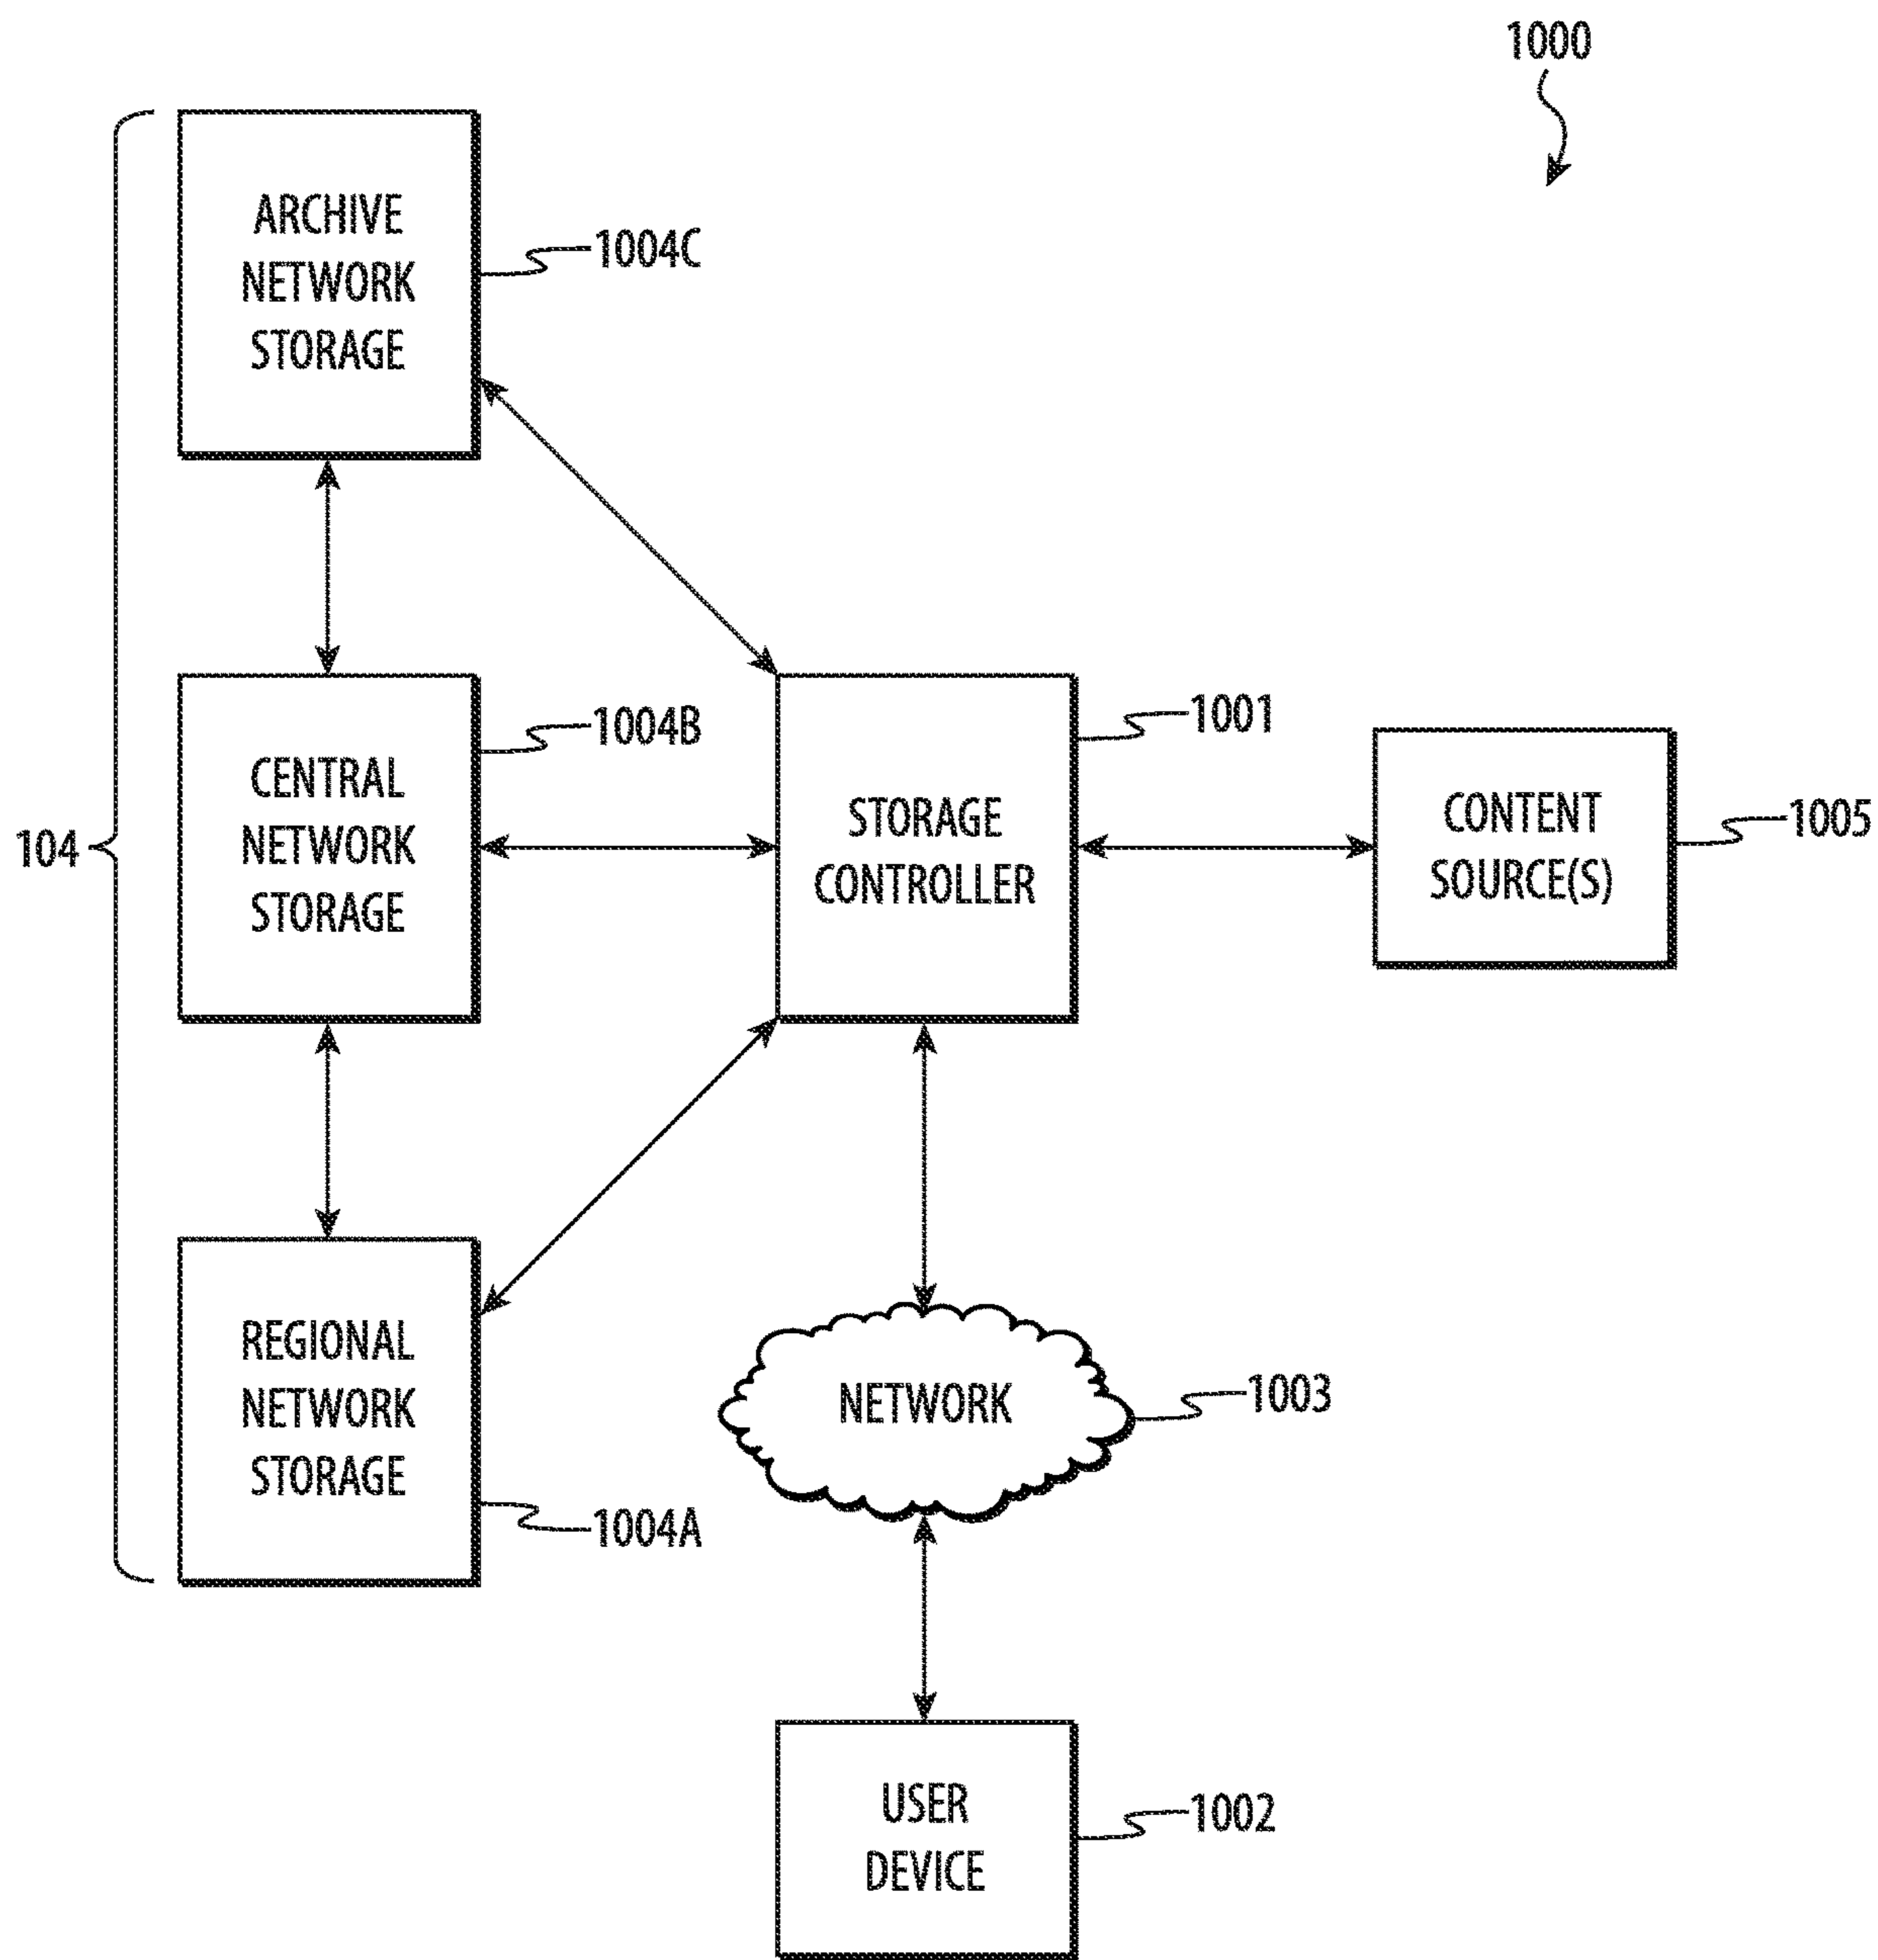 1000
ARCHIVE
NETWORK
STORAGE
1004C
CENTRAL
NETWORK
STORAGE
1004B
104
STORAGE
CONTROLLER
1001
CONTENT
SOURCE(S)
1005
REGIONAL
NETWORK
STORAGE
1004A
NETWORK
1003
USER
DEVICE
1002